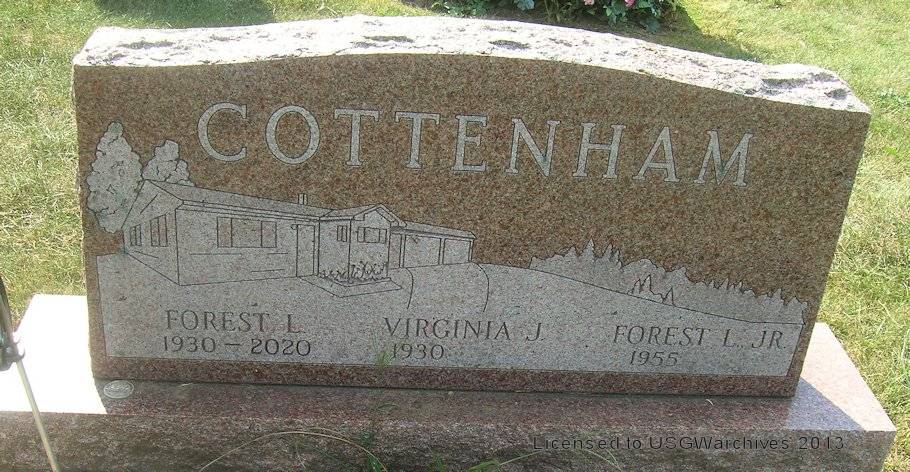 COTTENHAM
FOREST L. VIRGINIA J. FOREST L. JR.
1930 – 2020 1930 1955
Licensed to USGWarchives 2013